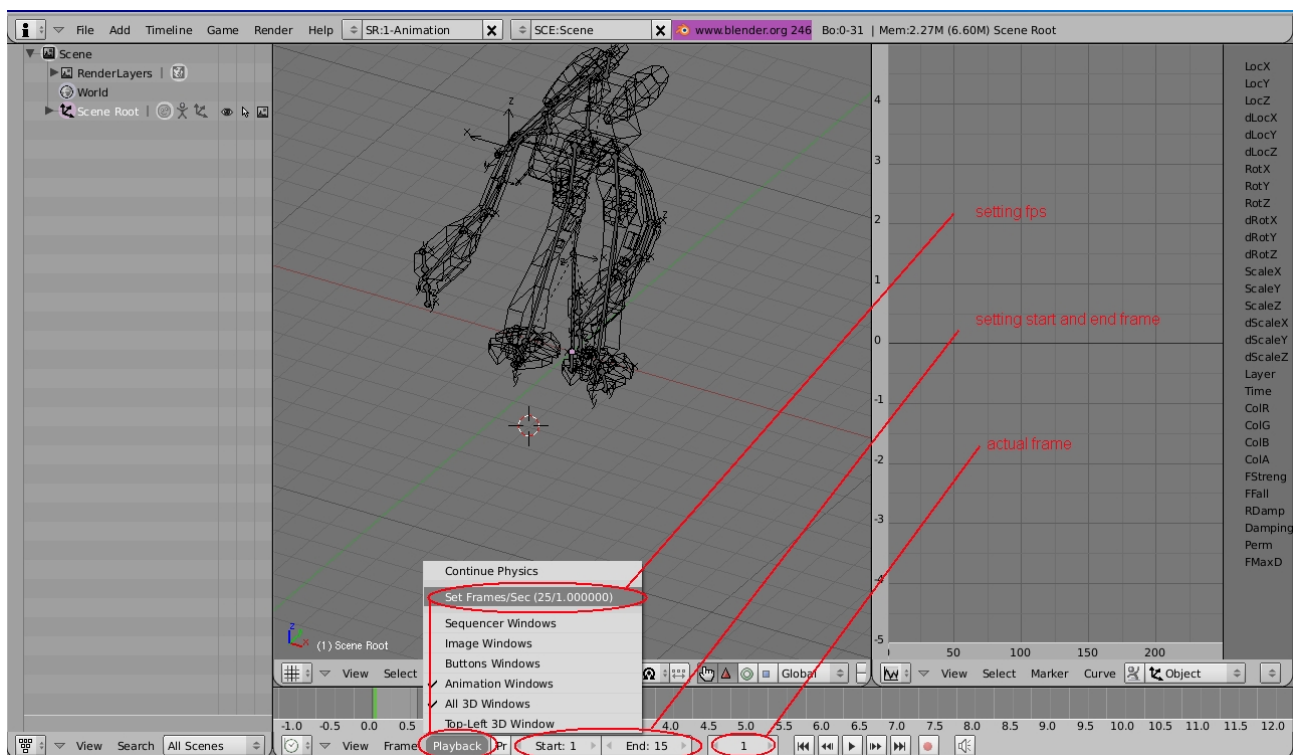 File Add Timeline Game Render Help SR:1-Animation SCE:Scene www.blender.org 246 Bo:0-31 | Mem:2.27M (6.60M) Scene Root
Scene
RenderLayers
World
Scene Root
z
x
z
(1) Scene Root
Continue Physics
Set Frames/Sec (25/1.000000)
Sequencer Windows
Image Windows
Buttons Windows
Animation Windows
All 3D Windows
Top-Left 3D Window
4
3
2
1
0
-1
-2
-3
-4
-5
50 100 150 200
setting fps
setting start and end frame
actual frame
LocX
LocY
LocZ
dLocX
dLocY
dLocZ
RotX
RotY
RotZ
dRotX
dRotY
dRotZ
ScaleX
ScaleY
ScaleZ
dScaleX
dScaleY
dScaleZ
Layer
Time
ColR
ColG
ColB
ColA
FStreng
FFall
RDamp
Damping
Perm
FMaxD
View Select Global
View Select Marker Curve Object
-1.0 -0.5 0.0 0.5 4.0 4.5 5.0 5.5 6.0 6.5 7.0 7.5 8.0 8.5 9.0 9.5 10.0 10.5 11.0 11.5 12.0
View Search All Scenes
View Frame Playback Pr Start: 1 End: 15 1